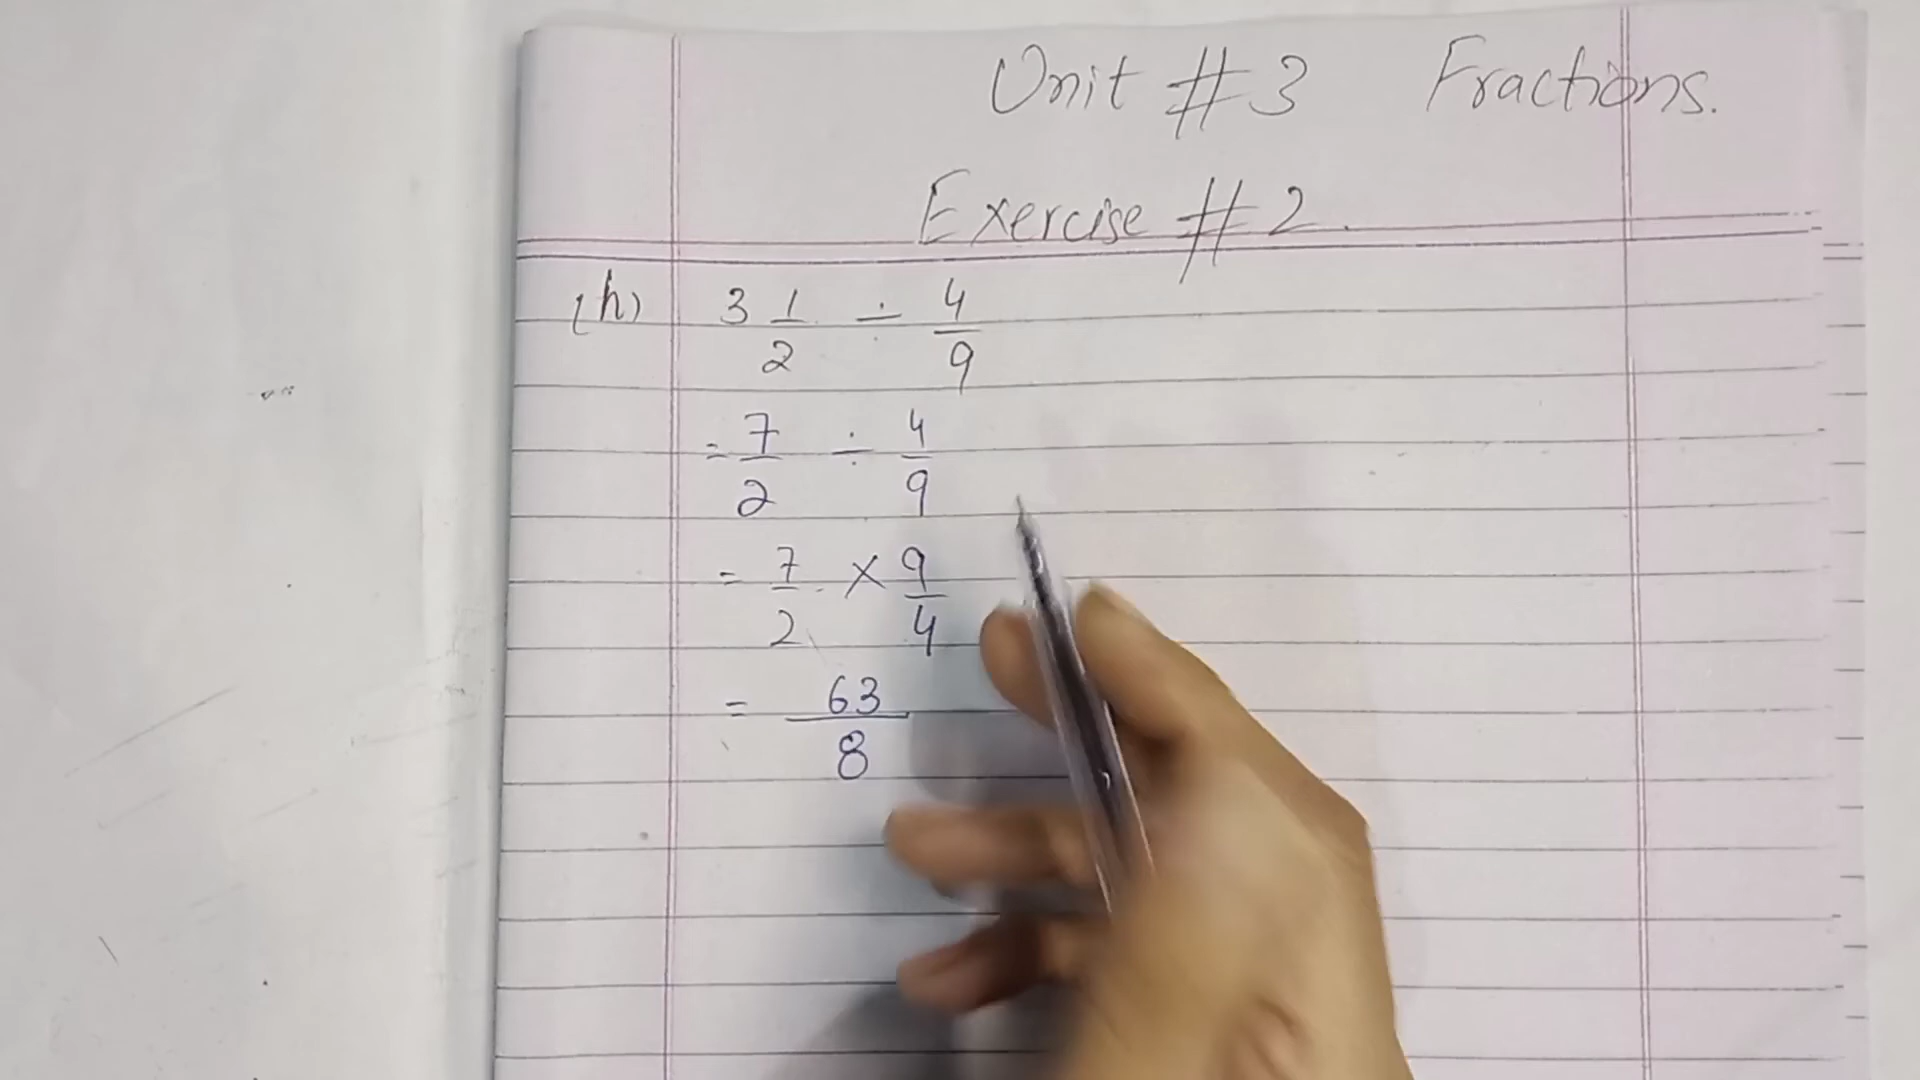 Unit #3 Fractions.
Exercise #2.
(h) 3 1/2 ÷ 4/9
= 7/2 ÷ 4/9
= 7/2 × 9/4
= 63/8